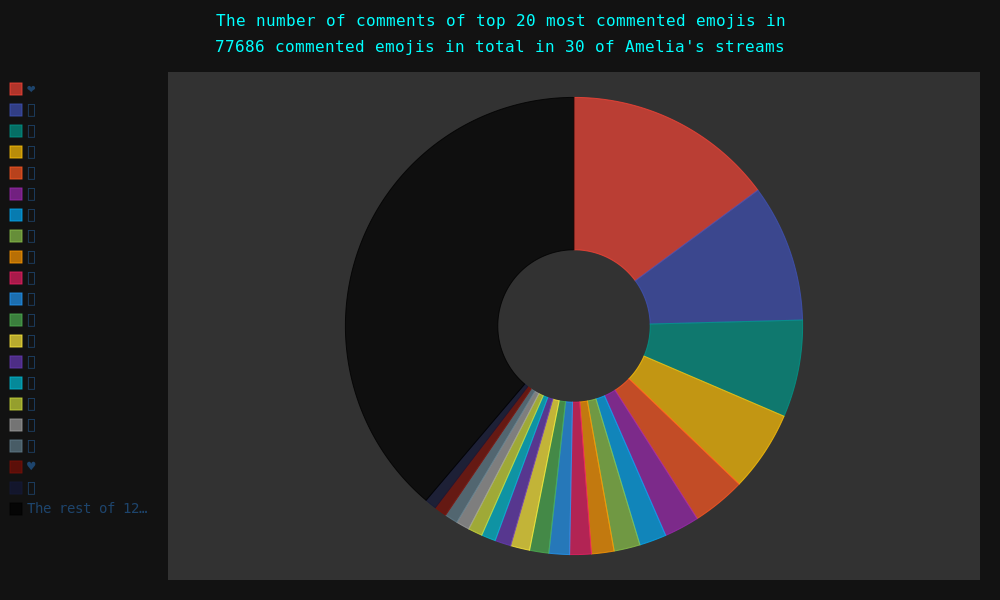 The number of comments of top 20 most commented emojis in
77686 commented emojis in total in 30 of Amelia's streams
❤
♥
The rest of 12…